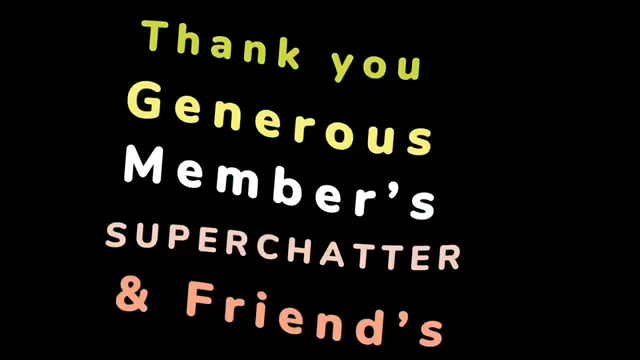 Thank you
Generous
Member’s
SUPERCHATTER
& Friend’s